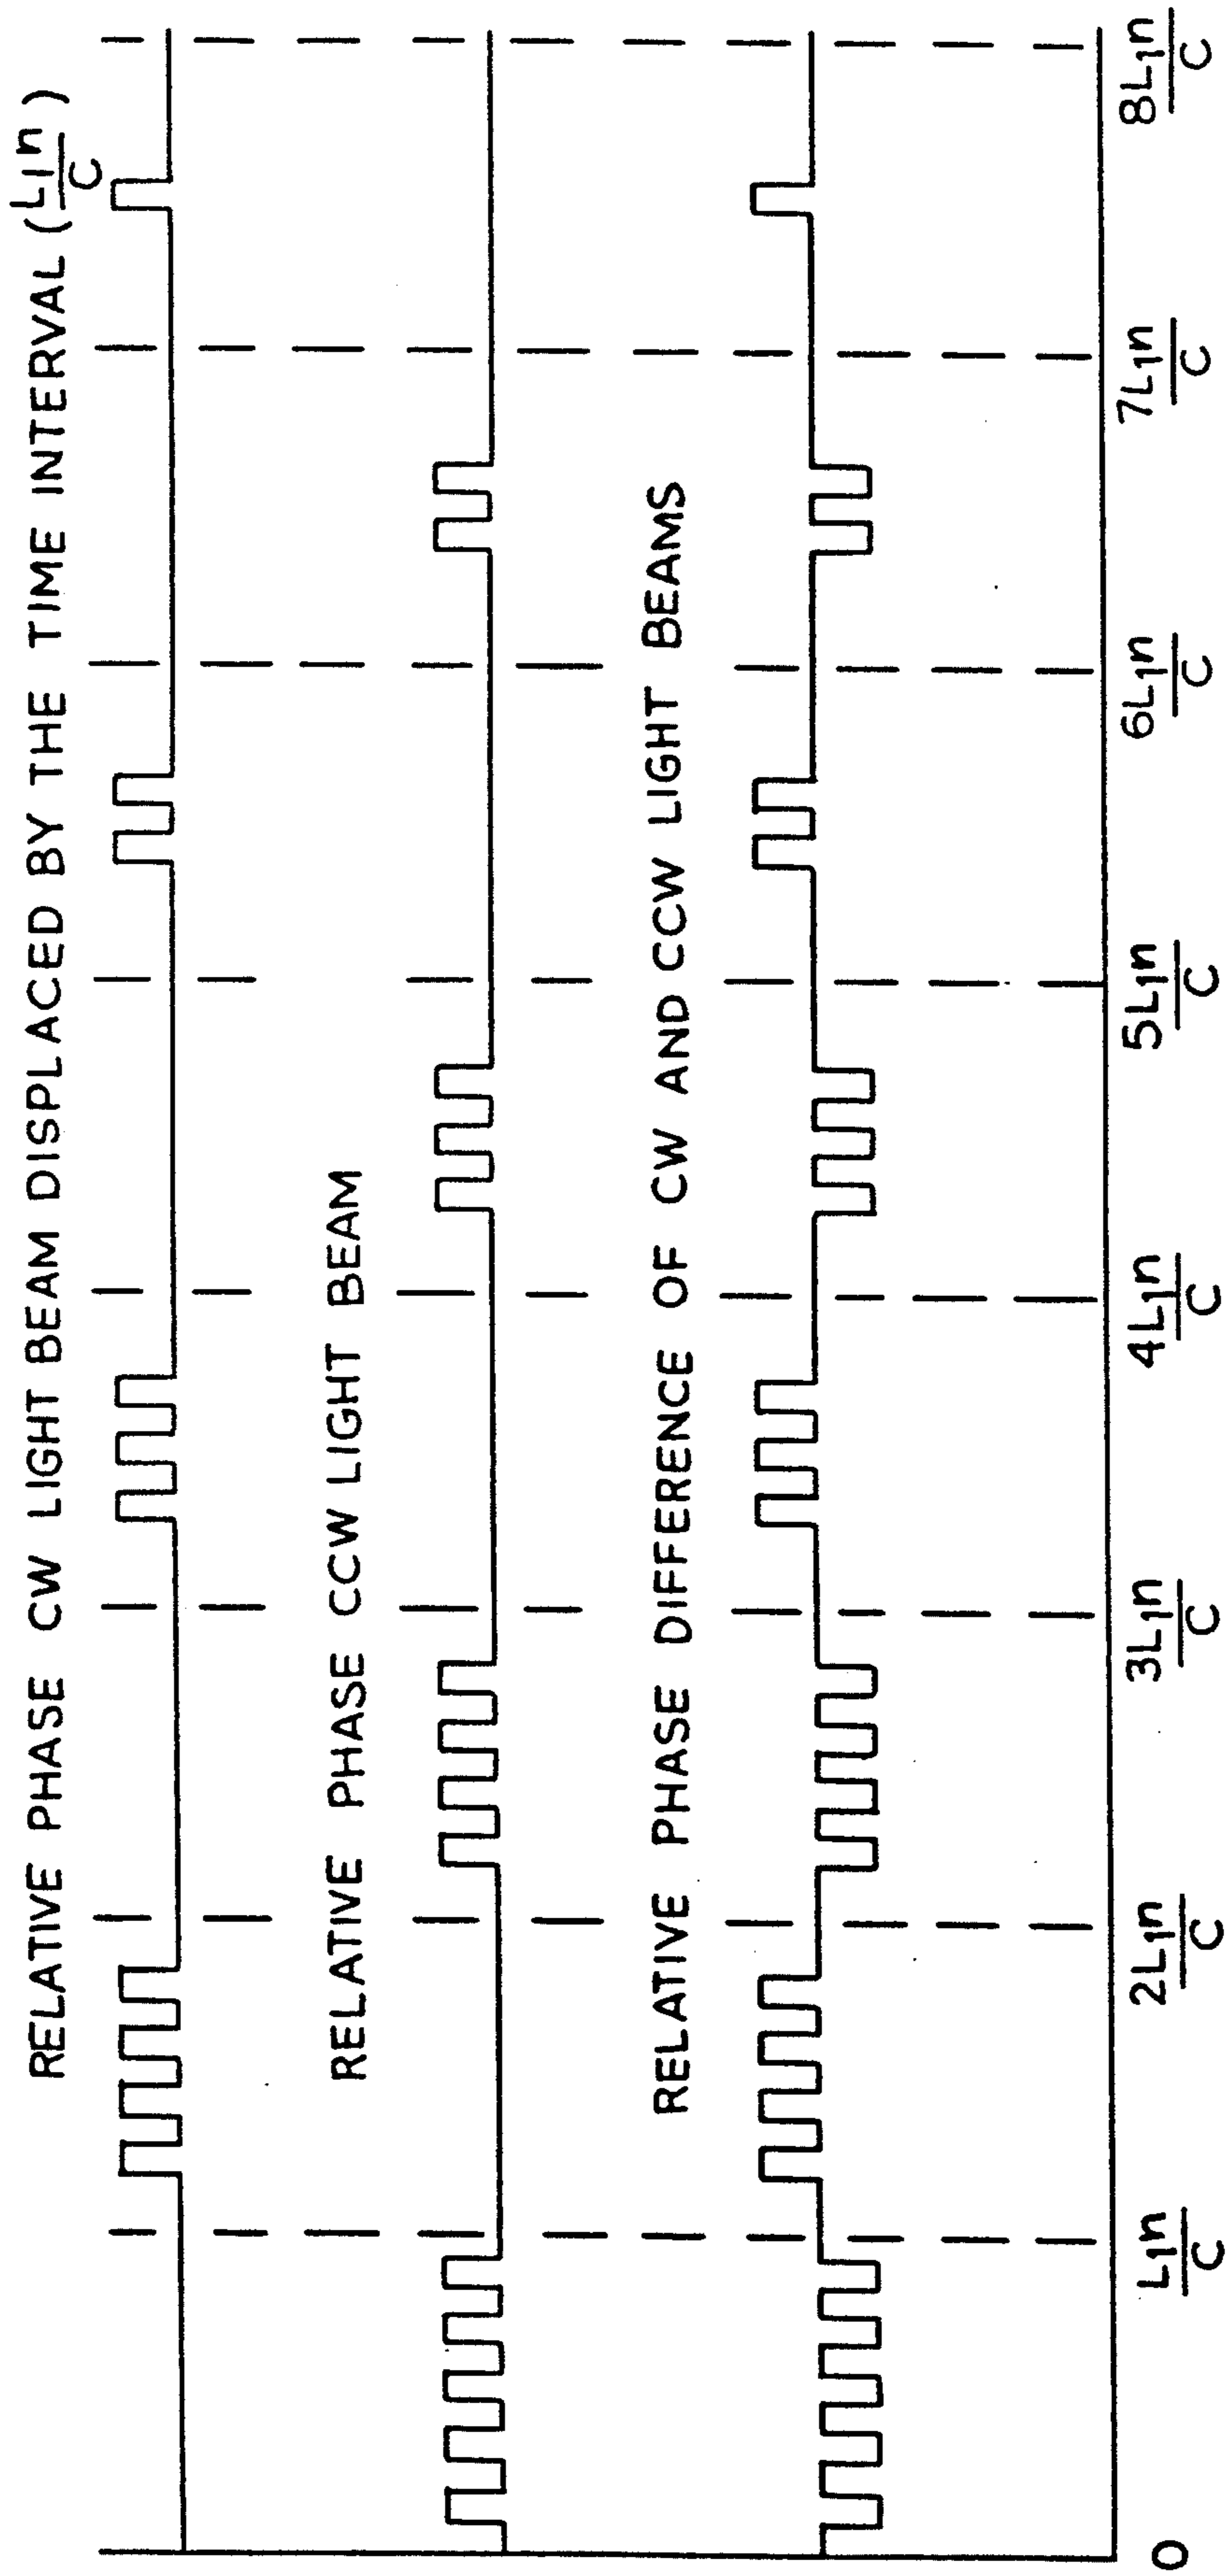 RELATIVE PHASE CW LIGHT BEAM DISPLACED BY THE TIME INTERVAL (L1n/C)
RELATIVE PHASE CCW LIGHT BEAM
RELATIVE PHASE DIFFERENCE OF CW AND CCW LIGHT BEAMS
0 L1n/C 2L1n/C 3L1n/C 4L1n/C 5L1n/C 6L1n/C 7L1n/C 8L1n/C